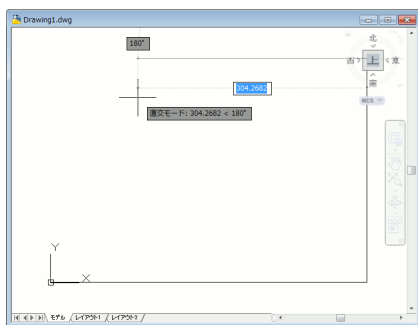 Drawing1.dwg
180°
北
西
上
東
南
304.2682
WCS
直交モード: 304.2682 < 180°
Y
X
モデル
レイアウト1
レイアウト2